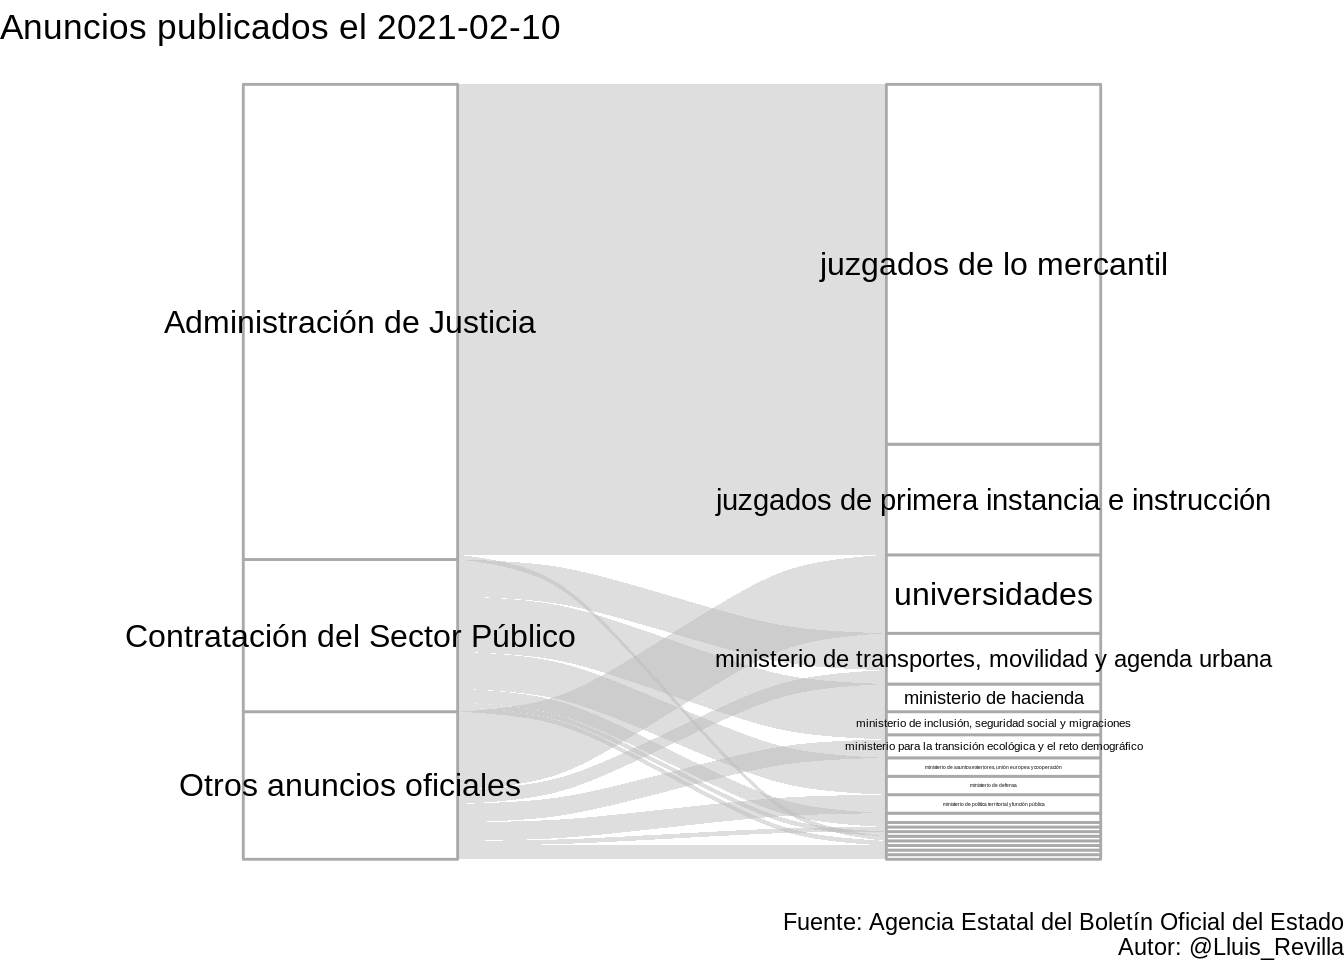 Anuncios publicados el 2021-02-10
Administración de Justicia
Contratación del Sector Público
Otros anuncios oficiales
juzgados de lo mercantil
juzgados de primera instancia e instrucción
universidades
ministerio de transportes, movilidad y agenda urbana
ministerio de hacienda
ministerio de inclusión, seguridad social y migraciones
ministerio para la transición ecológica y el reto demográfico
ministerio de asuntos exteriores, unión europea y cooperación
ministerio de defensa
ministerio de política territorial y función pública
Fuente: Agencia Estatal del Boletín Oficial del Estado
Autor: @Lluis_Revilla